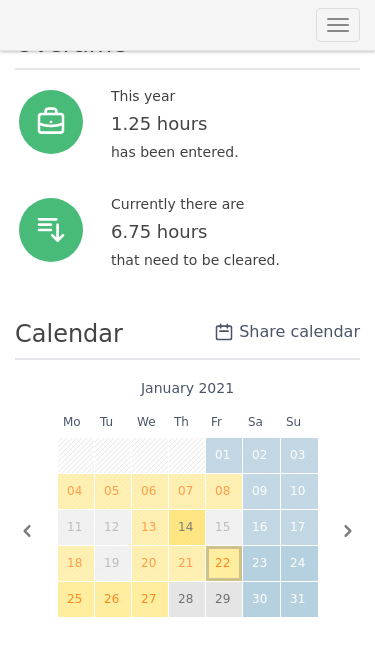 Overtime
This year
1.25 hours
has been entered.
Currently there are
6.75 hours
that need to be cleared.
Calendar
Share calendar
January 2021
Mo Tu We Th Fr Sa Su
01 02 03
04 05 06 07 08 09 10
11 12 13 14 15 16 17
18 19 20 21 22 23 24
25 26 27 28 29 30 31